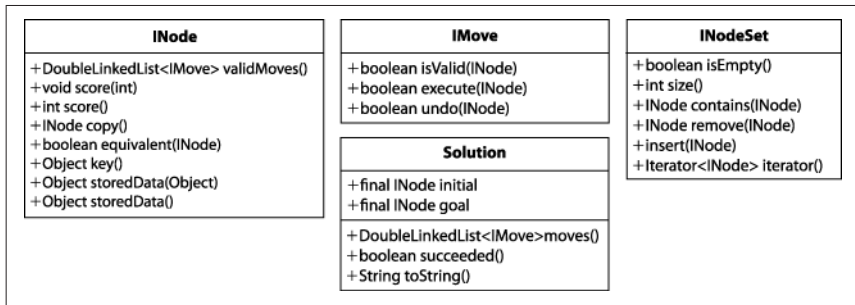 INode
+DoubleLinkedList<IMove> validMoves()
+void score(int)
+int score()
+INode copy()
+boolean equivalent(INode)
+Object key()
+Object storedData(Object)
+Object storedData()
IMove
+boolean isValid(INode)
+boolean execute(INode)
+boolean undo(INode)
Solution
+final INode initial
+final INode goal
+DoubleLinkedList<IMove>moves()
+boolean succeeded()
+String toString()
INodeSet
+boolean isEmpty()
+int size()
+INode contains(INode)
+INode remove(INode)
+insert(INode)
+Iterator<INode> iterator()